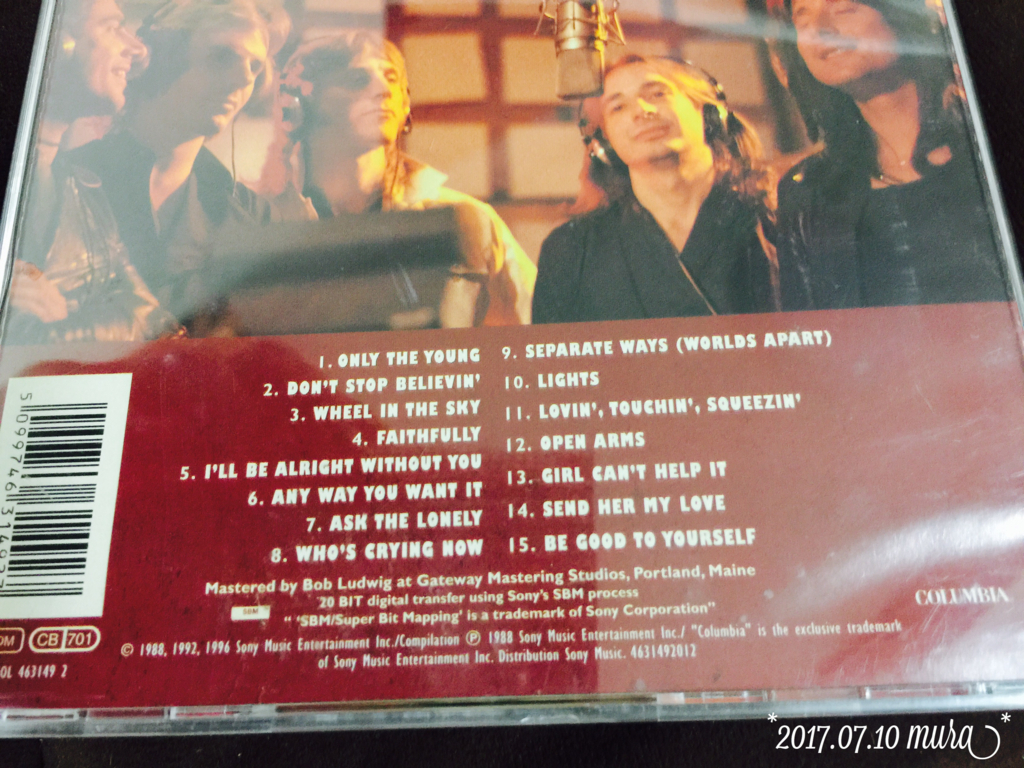 1. ONLY THE YOUNG
2. DON'T STOP BELIEVIN'
3. WHEEL IN THE SKY
4. FAITHFULLY
5. I'LL BE ALRIGHT WITHOUT YOU
6. ANY WAY YOU WANT IT
7. ASK THE LONELY
8. WHO'S CRYING NOW
9. SEPARATE WAYS (WORLDS APART)
10. LIGHTS
11. LOVIN', TOUCHIN', SQUEEZIN'
12. OPEN ARMS
13. GIRL CAN'T HELP IT
14. SEND HER MY LOVE
15. BE GOOD TO YOURSELF
Mastered by Bob Ludwig at Gateway Mastering Studios, Portland, Maine
20 BIT digital transfer using Sony's SBM process
SBM
" 'SBM/Super Bit Mapping' is a trademark of Sony Corporation"
© 1988, 1992, 1996 Sony Music Entertainment Inc./Compilation ℗ 1988 Sony Music Entertainment Inc./ "Columbia" is the exclusive trademark
of Sony Music Entertainment Inc. Distribution Sony Music. 4631492012
COLUMBIA
CB 701
OL 463149 2
*2017.07.10 mura*